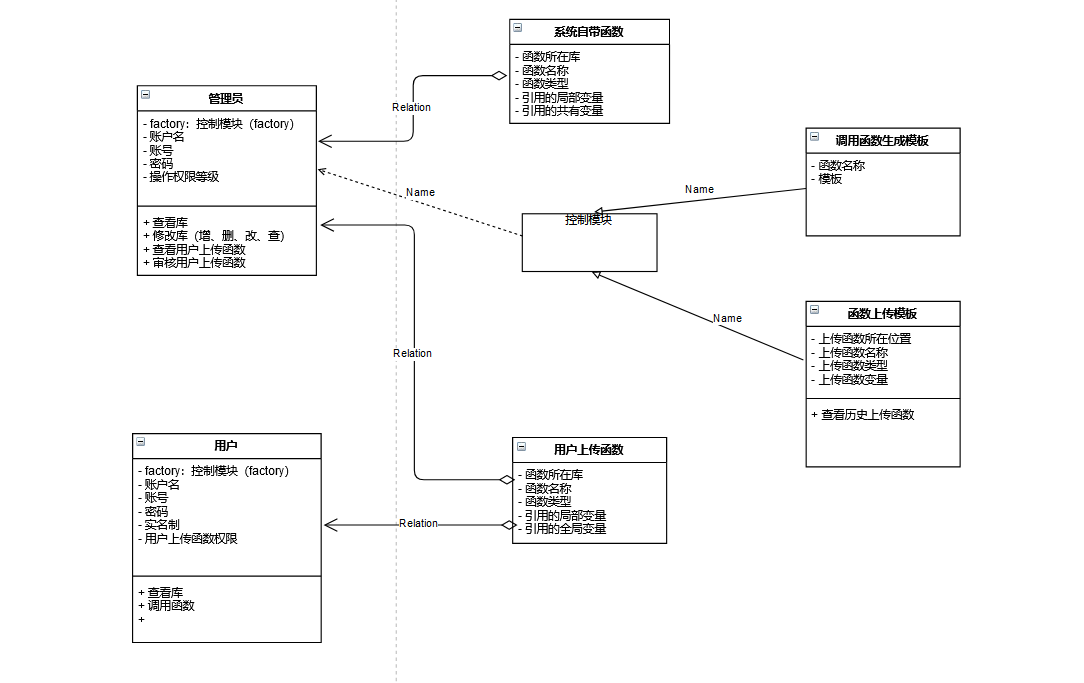 系统自带函数
- 函数所在库
- 函数名称
- 函数类型
- 引用的局部变量
- 引用的共有变量
管理员
- factory: 控制模块（factory）
- 账户名
- 账号
- 密码
- 操作权限等级
+ 查看库
+ 修改库（增、删、改、查）
+ 查看用户上传函数
+ 审核用户上传函数
Relation
Name
控制模块
Name
调用函数生成模板
- 函数名称
- 模板
Name
函数上传模板
- 上传函数所在位置
- 上传函数名称
- 上传函数类型
- 上传函数变量
+ 查看历史上传函数
Relation
用户
- factory: 控制模块（factory）
- 账户名
- 账号
- 密码
- 实名制
- 用户上传函数权限
+ 查看库
+ 调用函数
+
Relation
用户上传函数
- 函数所在库
- 函数名称
- 函数类型
- 引用的局部变量
- 引用的全局变量